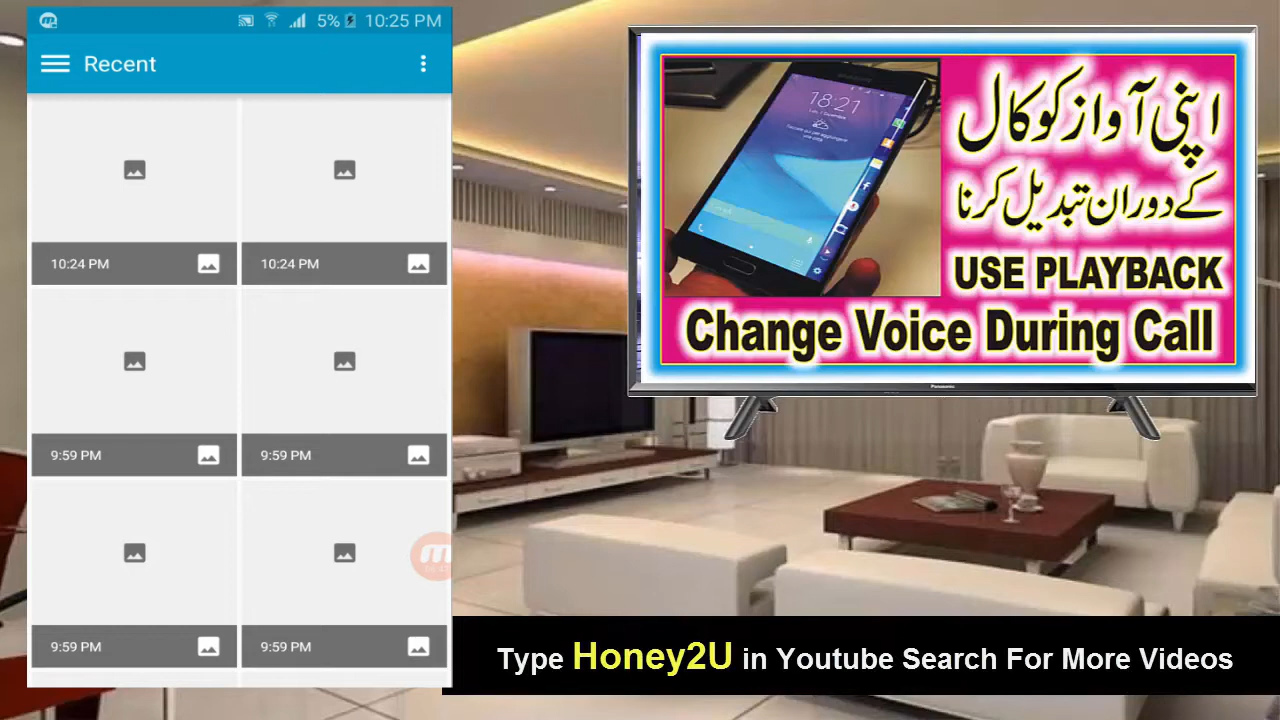 5% 10:25 PM
Recent
10:24 PM
10:24 PM
9:59 PM
9:59 PM
9:59 PM
9:59 PM
18:21
اپنی آواز کو کال
کے دوران تبدیل کرنا
USE PLAYBACK
Change Voice During Call
Panasonic
Type Honey2U in Youtube Search For More Videos